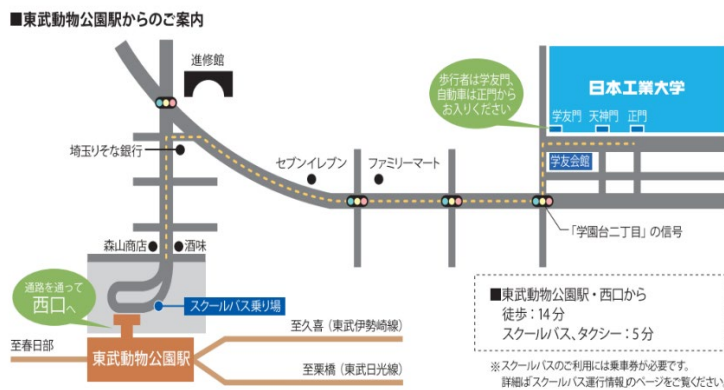 ■東武動物公園駅からのご案内
進修館
歩行者は学友門、
自動車は正門から
お入りください
日本工業大学
学友門
天神門
正門
埼玉りそな銀行
セブンイレブン
ファミリーマート
学友会館
「学園台二丁目」の信号
森山商店
酒味
通路を通って
西口へ
スクールバス乗り場
■東武動物公園駅・西口から
徒歩：14分
スクールバス、タクシー：5分
至春日部
東武動物公園駅
至久喜（東武伊勢崎線）
至栗橋（東武日光線）
※スクールバスのご利用には乗車券が必要です。
詳細は「スクールバス運行情報」のページをご覧ください